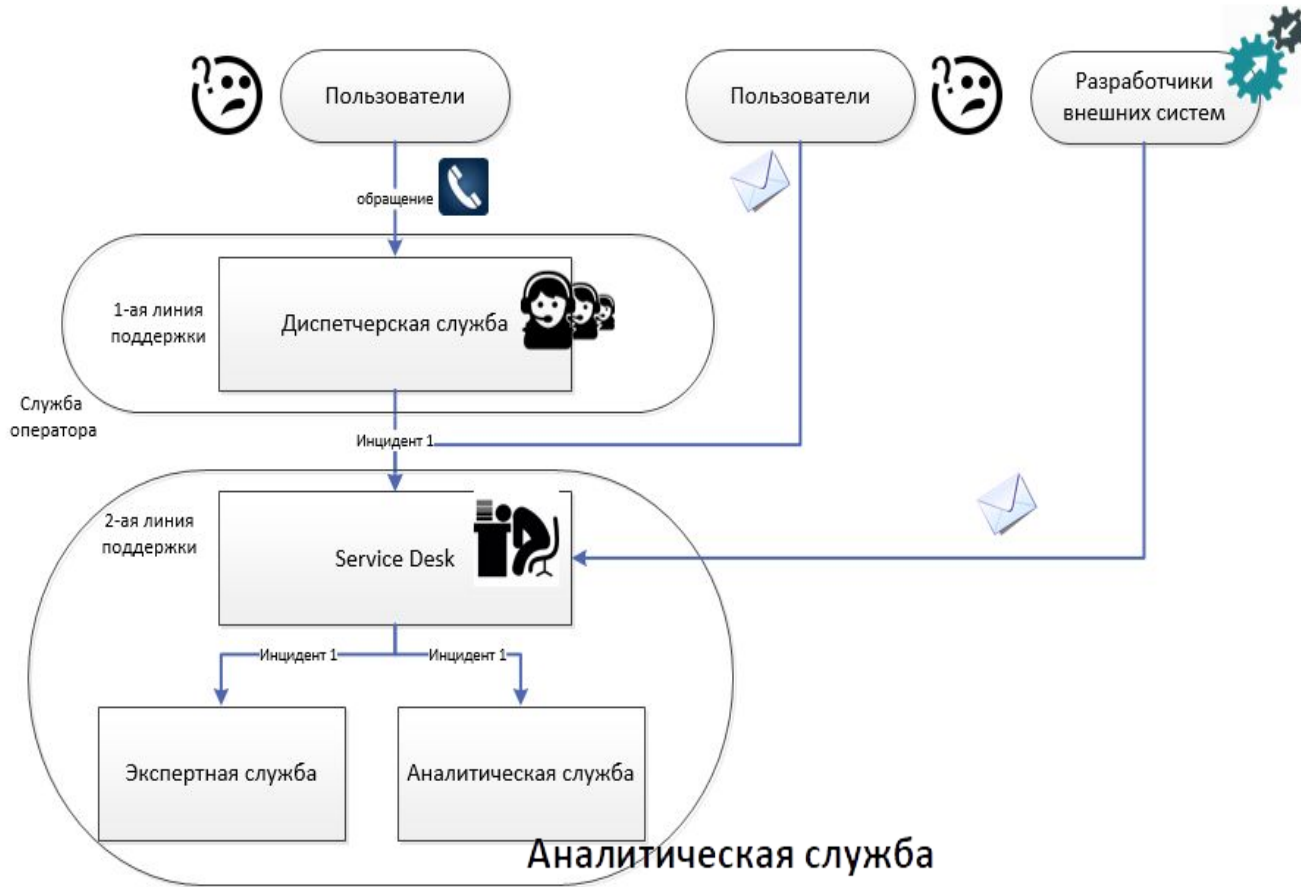 Пользователи
Пользователи
Разработчики
внешних систем
обращение
1-ая линия
поддержки
Диспетчерская служба
Служба
оператора
Инцидент 1
2-ая линия
поддержки
Service Desk
Инцидент 1
Инцидент 1
Экспертная служба
Аналитическая служба
Аналитическая служба